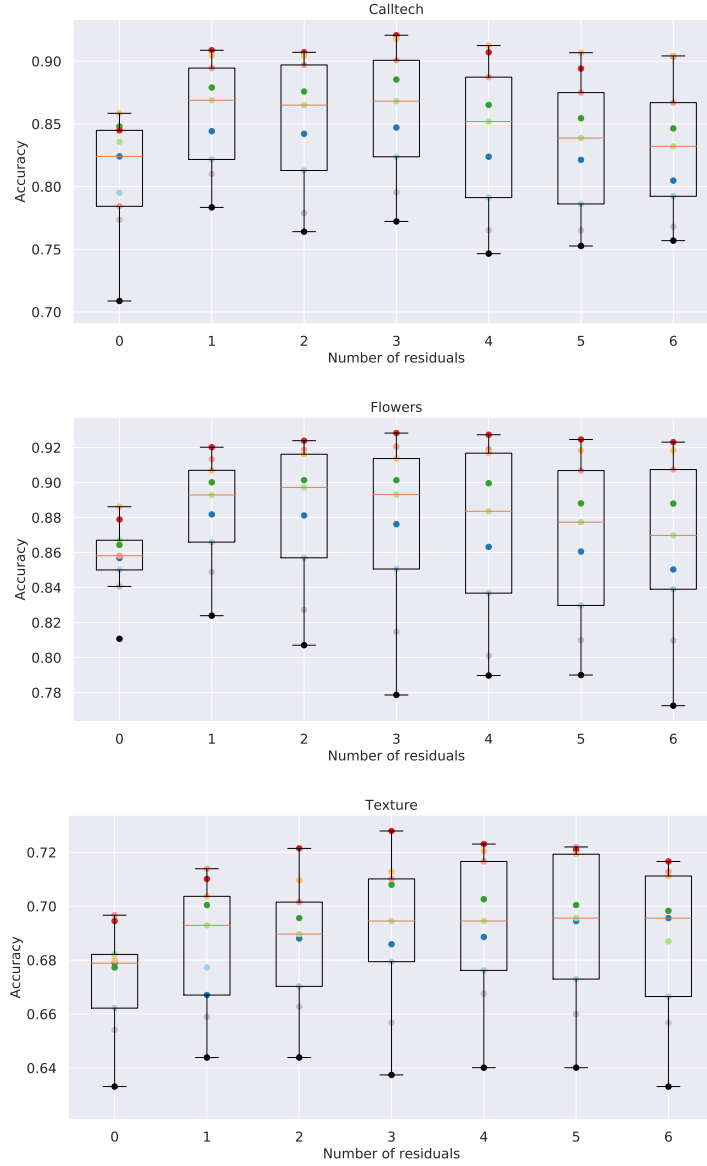 Calltech
0.90
0.85
0.80
0.75
0.70
Accuracy
0 1 2 3 4 5 6
Number of residuals
Flowers
0.92
0.90
0.88
0.86
0.84
0.82
0.80
0.78
Accuracy
0 1 2 3 4 5 6
Number of residuals
Texture
0.72
0.70
0.68
0.66
0.64
Accuracy
0 1 2 3 4 5 6
Number of residuals